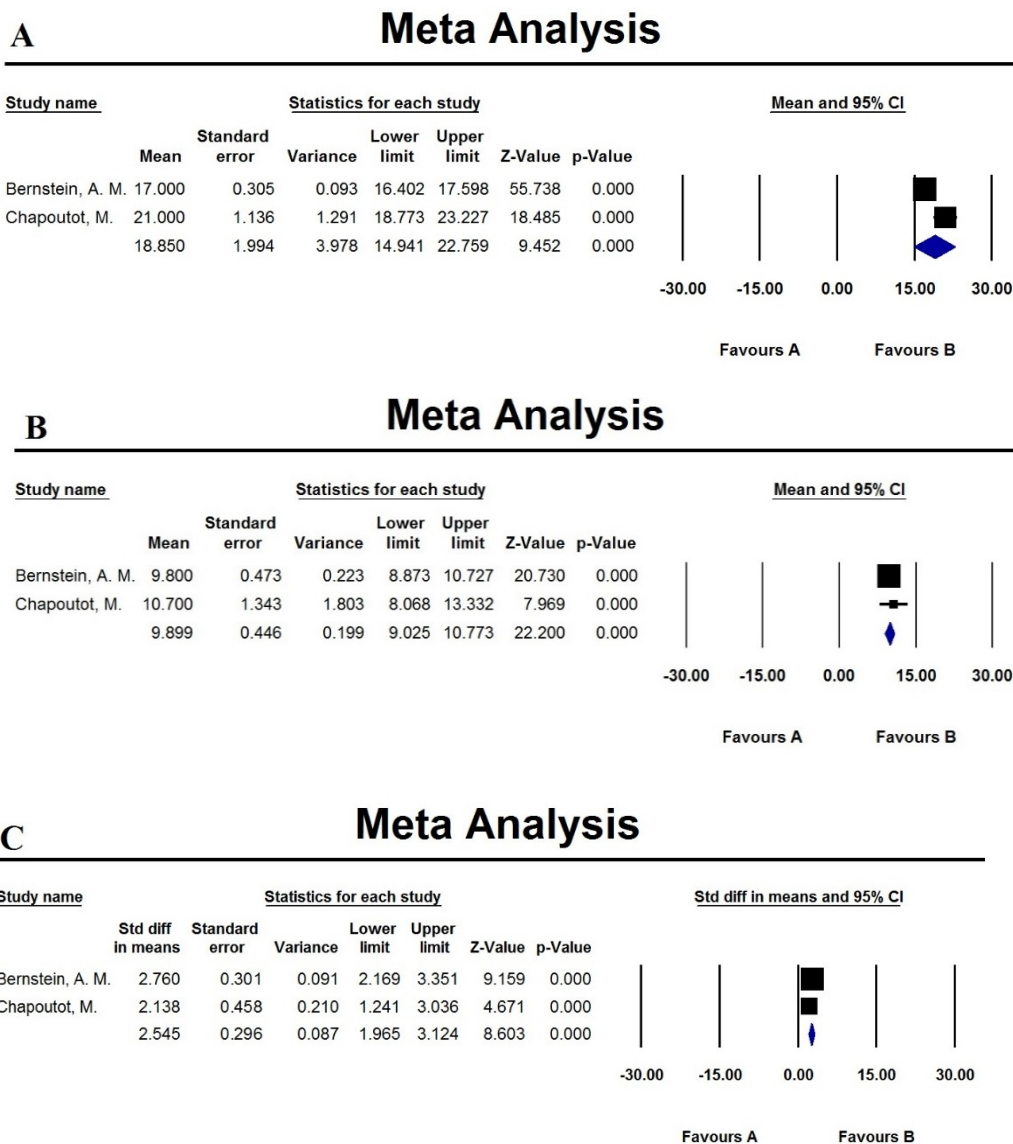 A Meta Analysis
Study name Statistics for each study Mean and 95% CI
Mean Standard error Variance Lower limit Upper limit Z-Value p-Value
Bernstein, A. M. 17.000 0.305 0.093 16.402 17.598 55.738 0.000
Chapoutot, M. 21.000 1.136 1.291 18.773 23.227 18.485 0.000
18.850 1.994 3.978 14.941 22.759 9.452 0.000
-30.00 -15.00 0.00 15.00 30.00
Favours A Favours B
B Meta Analysis
Study name Statistics for each study Mean and 95% CI
Mean Standard error Variance Lower limit Upper limit Z-Value p-Value
Bernstein, A. M. 9.800 0.473 0.223 8.873 10.727 20.730 0.000
Chapoutot, M. 10.700 1.343 1.803 8.068 13.332 7.969 0.000
9.899 0.446 0.199 9.025 10.773 22.200 0.000
-30.00 -15.00 0.00 15.00 30.00
Favours A Favours B
C Meta Analysis
Study name Statistics for each study Std diff in means and 95% CI
Std diff in means Standard error Variance Lower limit Upper limit Z-Value p-Value
Bernstein, A. M. 2.760 0.301 0.091 2.169 3.351 9.159 0.000
Chapoutot, M. 2.138 0.458 0.210 1.241 3.036 4.671 0.000
2.545 0.296 0.087 1.965 3.124 8.603 0.000
-30.00 -15.00 0.00 15.00 30.00
Favours A Favours B